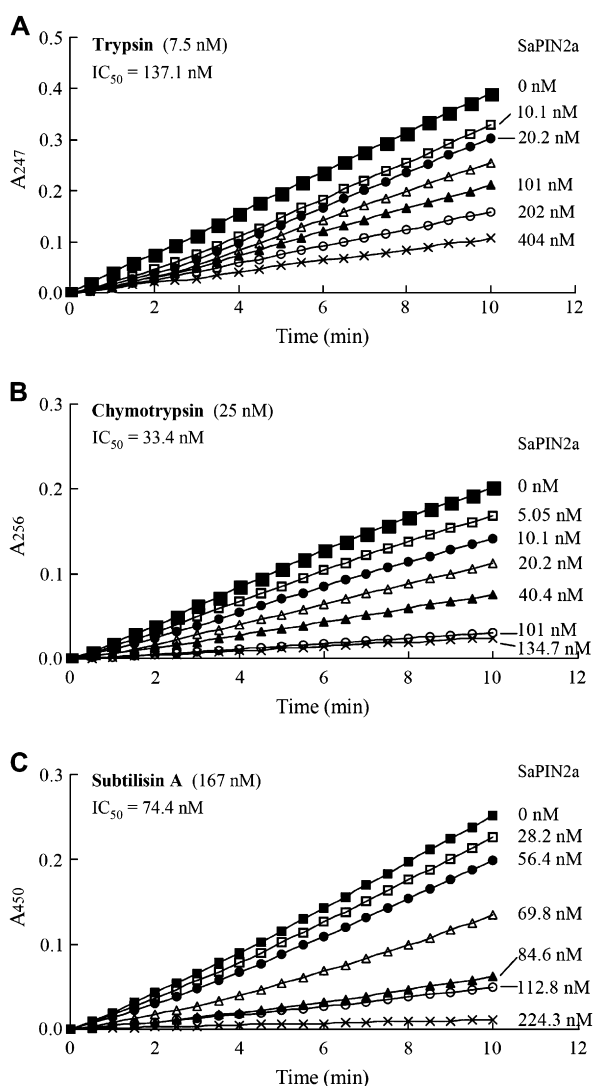 A
0.5
Trypsin (7.5 nM)
SaPIN2a
IC50 = 137.1 nM
0.4
0 nM
10.1 nM
0.3
20.2 nM
A247
0.2
101 nM
202 nM
0.1
404 nM
0.0
0 2 4 6 8 10 12
Time (min)
B
0.3
Chymotrypsin (25 nM)
IC50 = 33.4 nM
SaPIN2a
0.2
0 nM
5.05 nM
A256
10.1 nM
20.2 nM
0.1
40.4 nM
101 nM
0.0
134.7 nM
0 2 4 6 8 10 12
Time (min)
C
0.3
Subtilisin A (167 nM)
SaPIN2a
IC50 = 74.4 nM
0 nM
28.2 nM
0.2
56.4 nM
A450
69.8 nM
0.1
84.6 nM
112.8 nM
0.0
224.3 nM
0 2 4 6 8 10 12
Time (min)